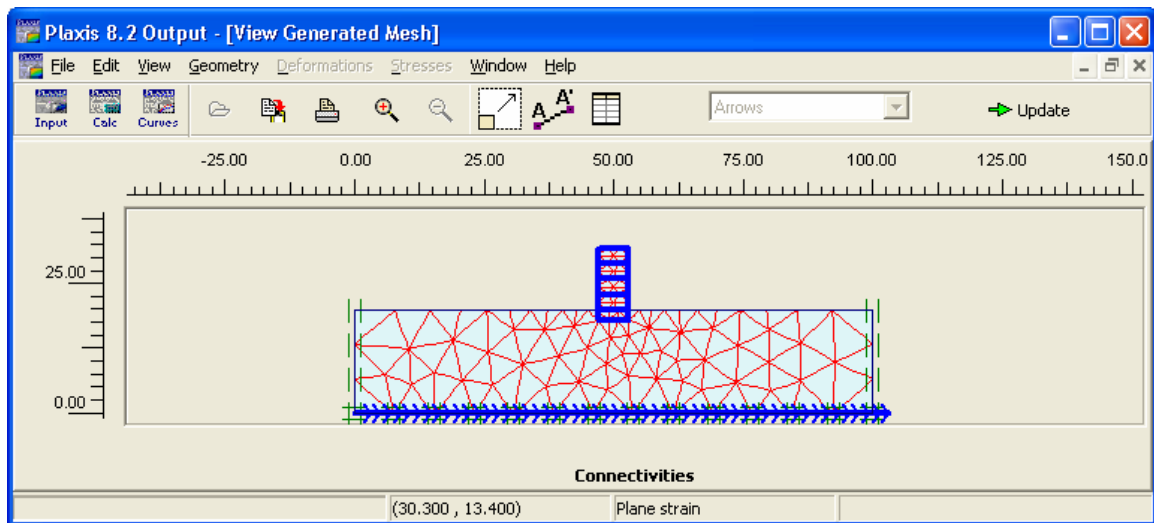 Plaxis 8.2 Output - [View Generated Mesh]
File Edit View Geometry Deformations Stresses Window Help
Input Calc Curves A A' Arrows Update
-25.00 0.00 25.00 50.00 75.00 100.00 125.00 150.0
25.00
0.00
Connectivities
(30.300 , 13.400) Plane strain